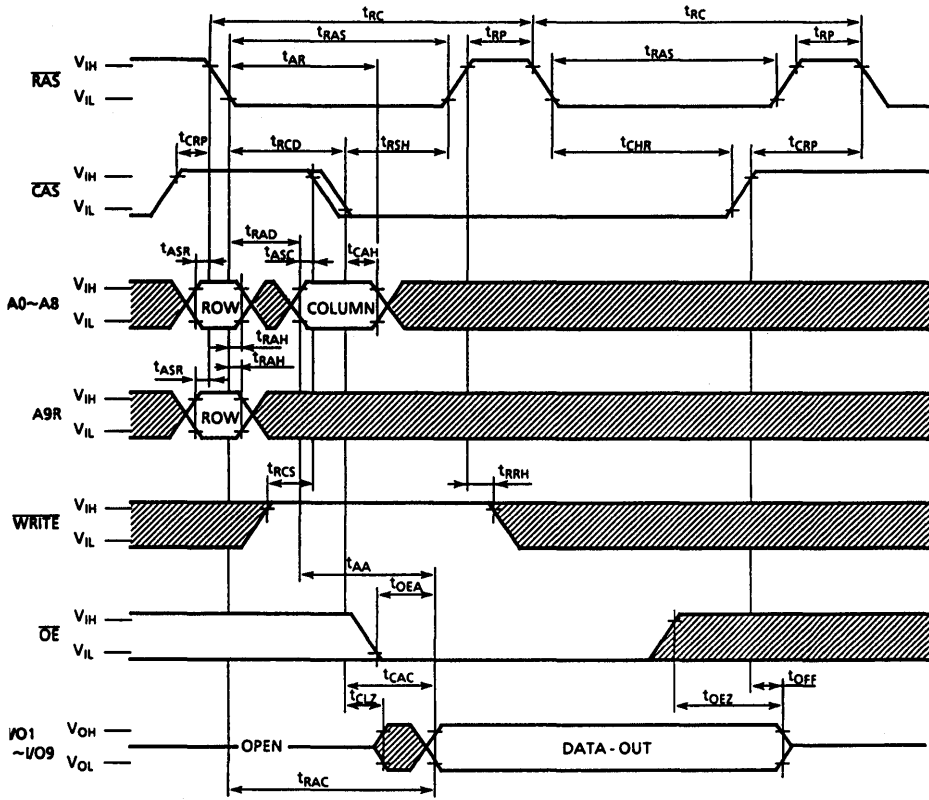 tRC tRC
tRAS tRP tRAS tRP
tAR
RAS VIH
VIL
tCRP tRCD tRSH tCHR tCRP
CAS VIH
VIL
tRAD
tASR tASC tCAH
A0~A8 VIH
VIL
ROW COLUMN
tRAH
tASR tRAH
A9R VIH
VIL
ROW
tRCS tRRH
WRITE VIH
VIL
tAA
tOEA
OE VIH
VIL
tCAC tOFF
tCLZ tOEZ
I/O1
~I/O9
VOH
VOL
OPEN DATA-OUT
tRAC